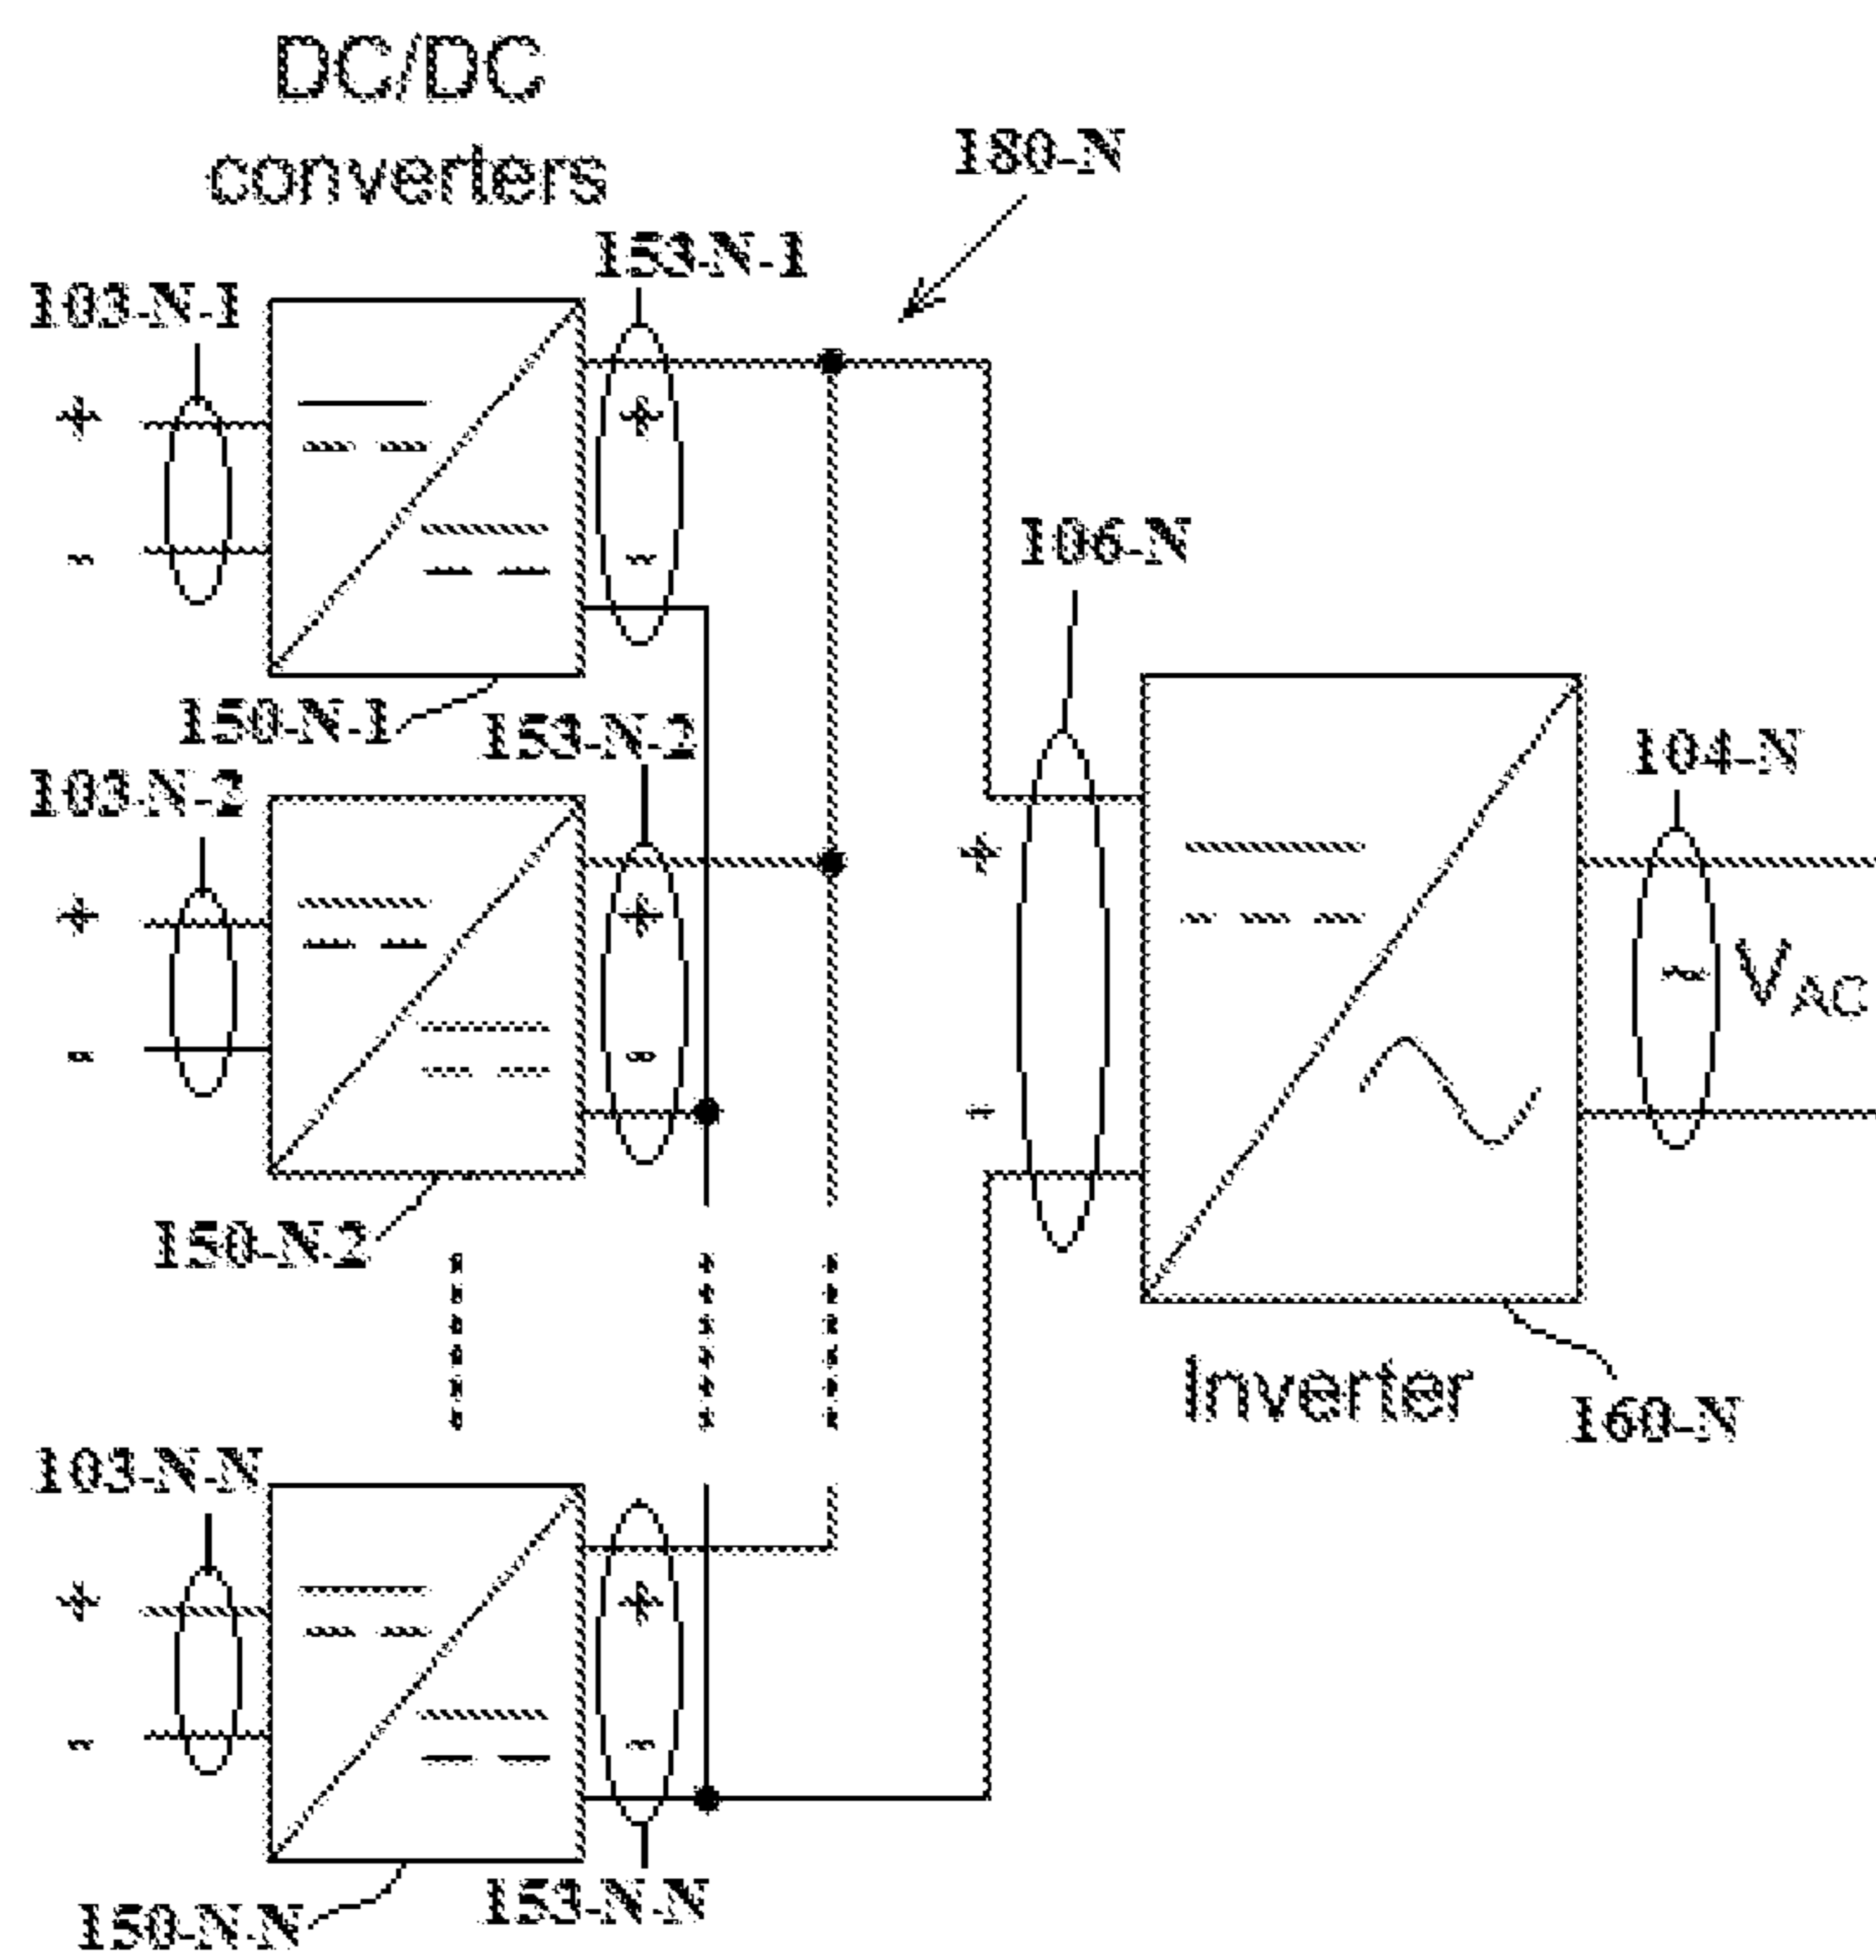 DC/DC
converters
180-N
153-N-1
103-N-1
+
+
-
-
106-N
150-N-1
153-N-2
104-N
103-N-2
+
+
+
~ VAC
-
-
-
150-N-2
Inverter
160-N
103-N-N
+
+
-
-
153-N-N
150-N-N